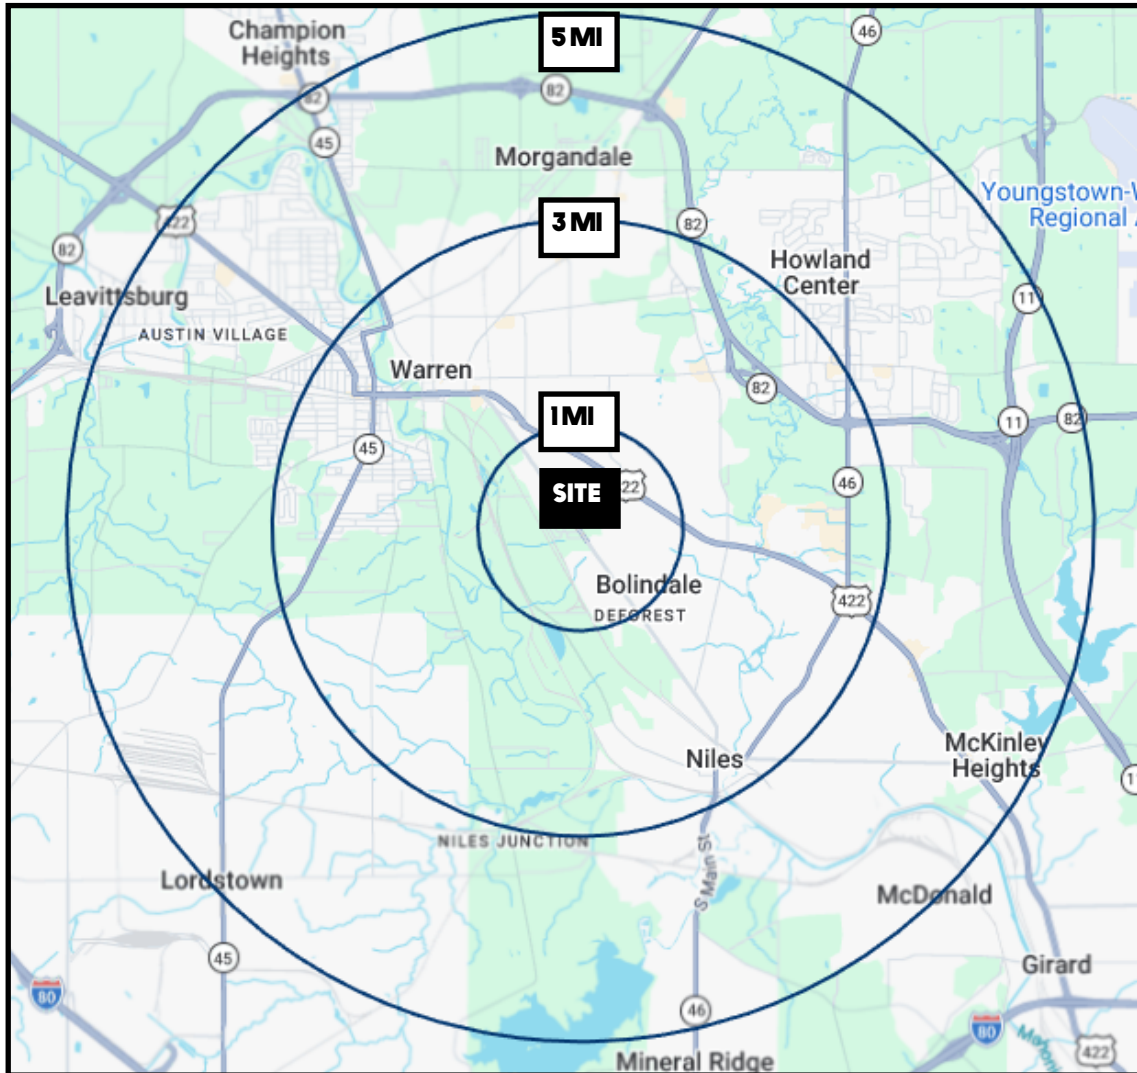 5 MI
Champion
Heights
46
82
82
45
Morgandale
Youngstown-W
Regional A
422
3 MI
82
82
Howland
Center
Leavittsburg
11
AUSTIN VILLAGE
Warren
82
1 MI
11
82
45
SITE
22
46
Bolindale
DEFOREST
422
Niles
McKinley
Heights
11
NILES JUNCTION
S Main St
Lordstown
McDonald
45
Girard
80
46
80
422
Mineral Ridge